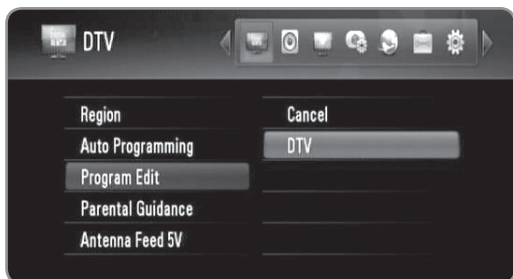 DTV
Region
Auto Programming
Program Edit
Parental Guidance
Antenna Feed 5V
Cancel
DTV